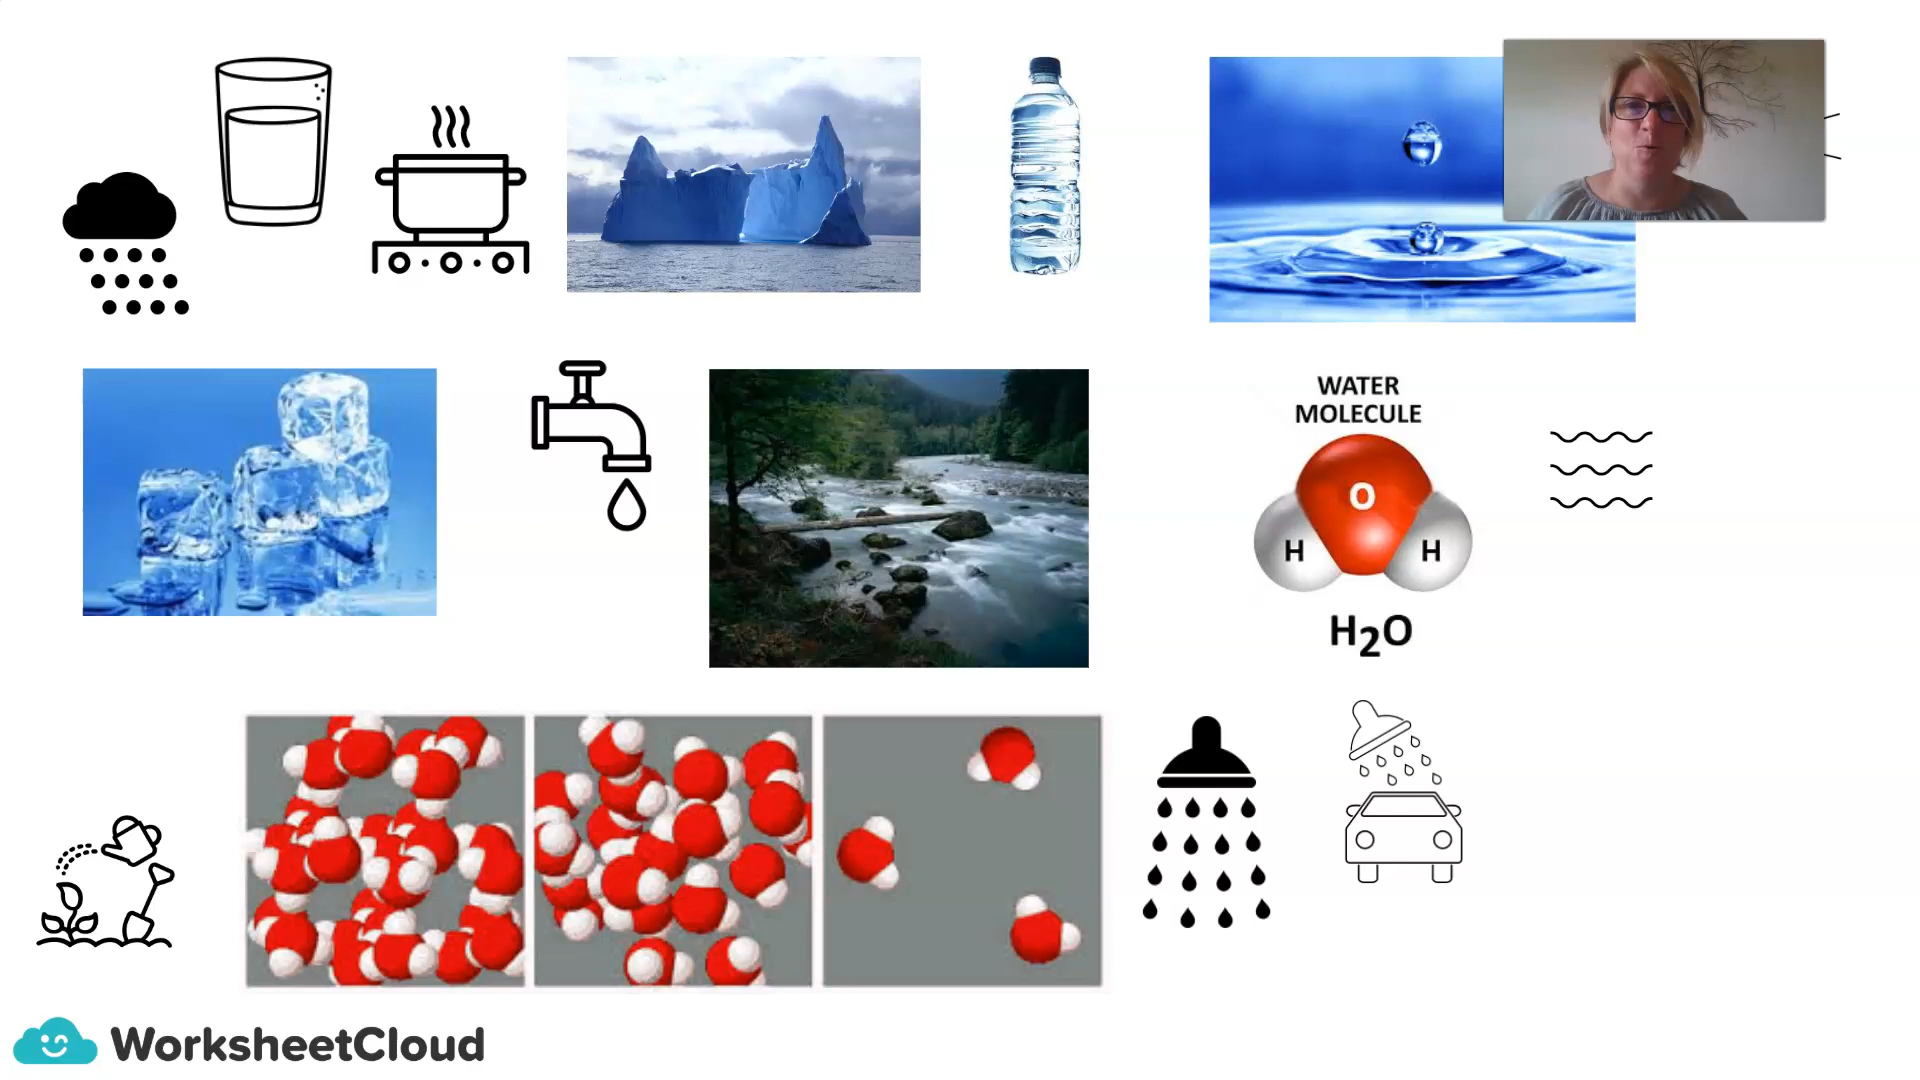 WATER
MOLECULE
O
H H
H2O
WorksheetCloud